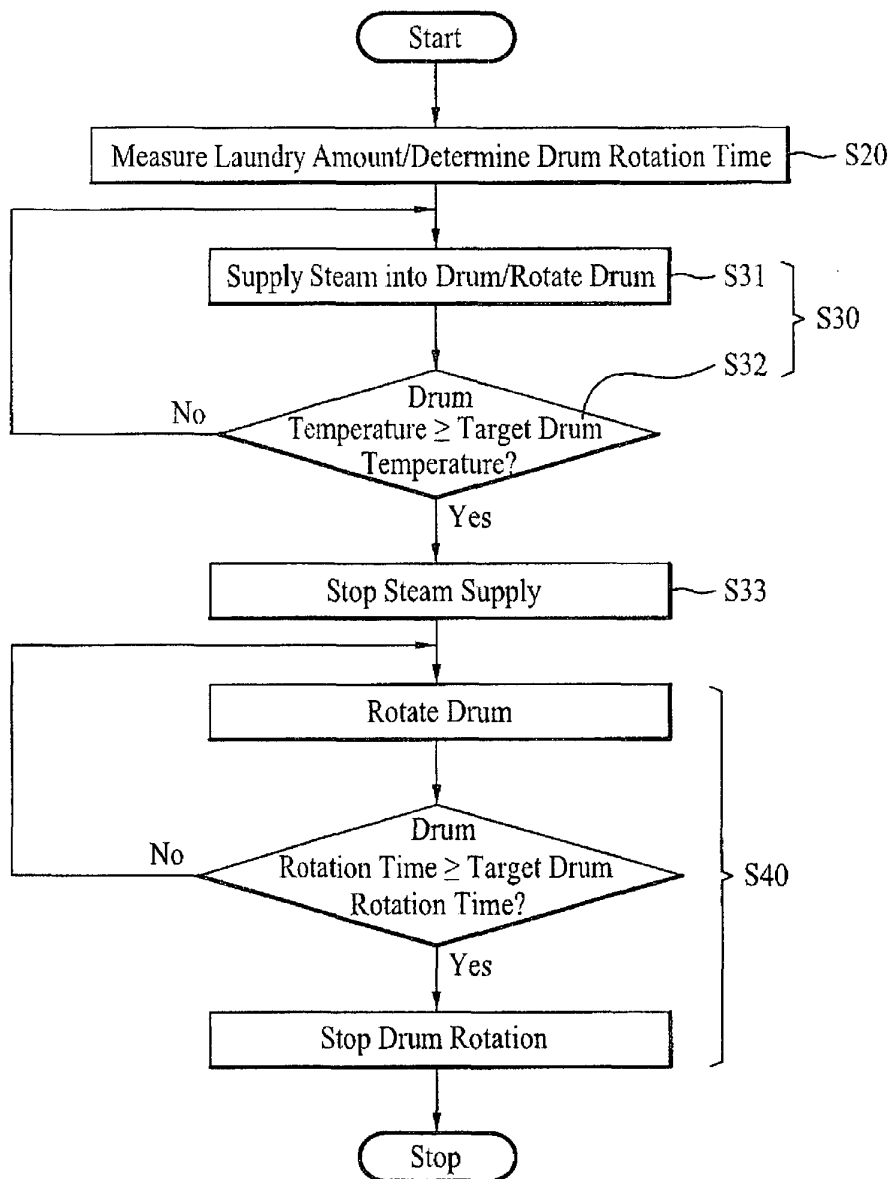 Start
Measure Laundry Amount/Determine Drum Rotation Time
S20
Supply Steam into Drum/Rotate Drum
S31
S30
S32
Drum
Temperature ≥ Target Drum
Temperature?
No
Yes
Stop Steam Supply
S33
Rotate Drum
Drum
Rotation Time ≥ Target Drum
Rotation Time?
No
S40
Yes
Stop Drum Rotation
Stop